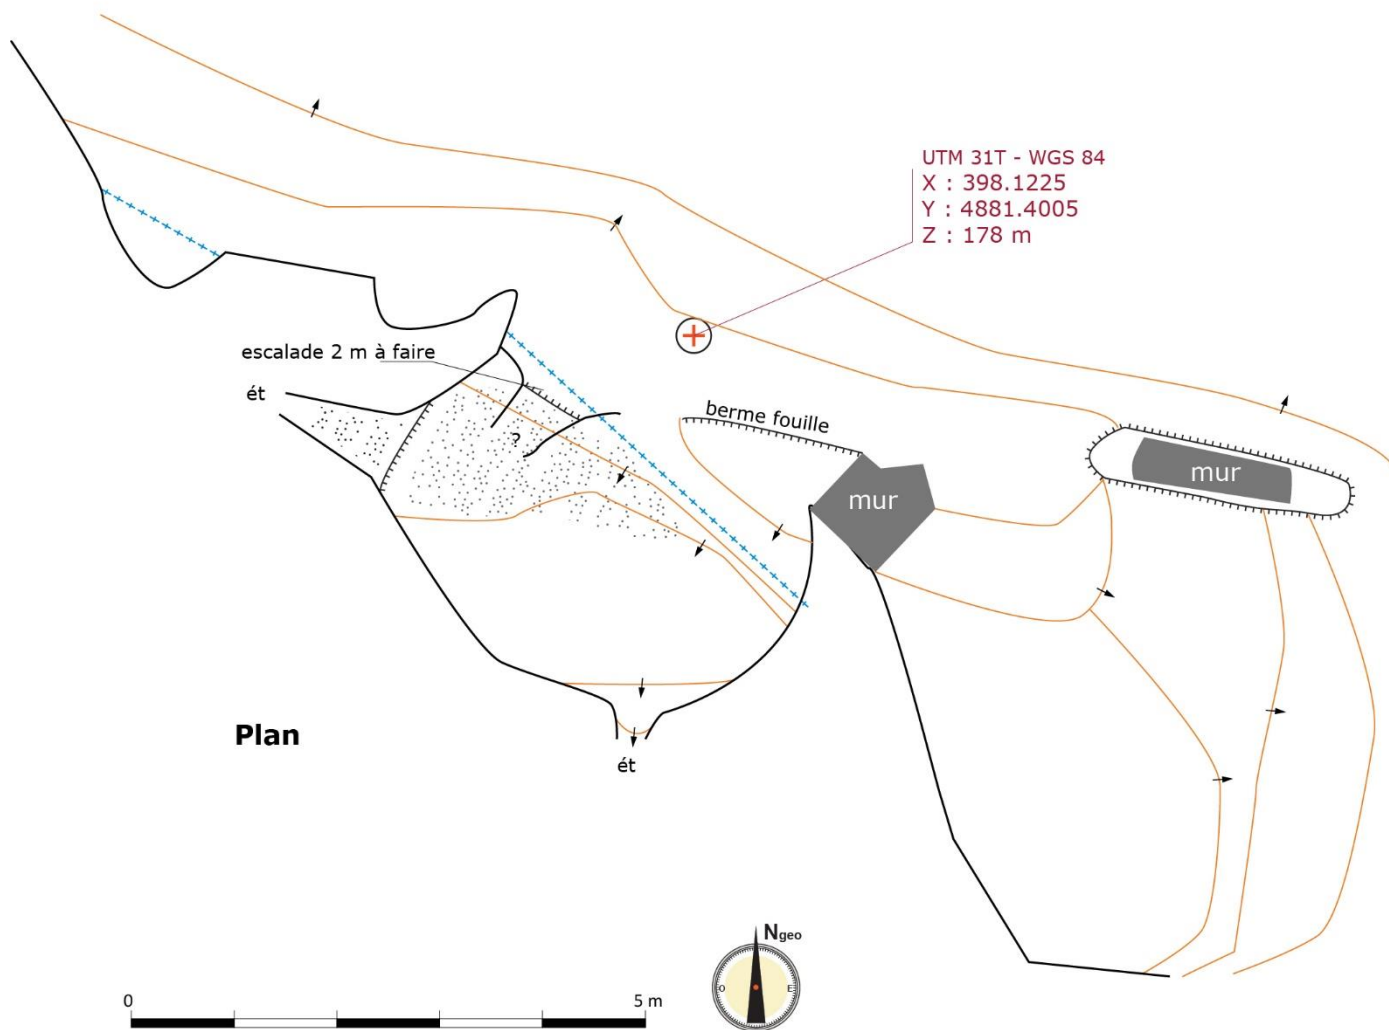 UTM 31T - WGS 84
X : 398.1225
Y : 4881.4005
Z : 178 m
escalade 2 m à faire
ét
?
berme fouille
mur
mur
ét
Plan
Ngeo
O E
0 5 m